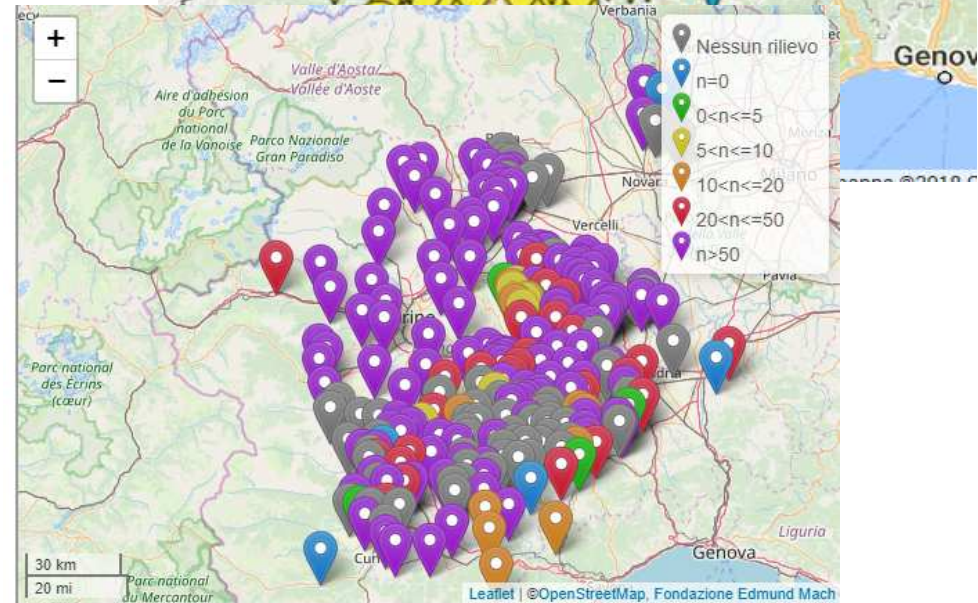 +
−
Verbania
Valle d'Aosta/
Vallée d'Aoste
Aire d'adhésion
du Parc
national
de la Vanoise
Parco Nazionale
Gran Paradiso
Nessun rilievo
n=0
0<n<=5
5<n<=10
10<n<=20
20<n<=50
n>50
Genov
Milano
Vercelli
Pavia
Parc national
des Écrins
(cœur)
Liguria
Genova
30 km
20 mi
Parc national
du Mercantour
Leaflet | ©OpenStreetMap, Fondazione Edmund Mach